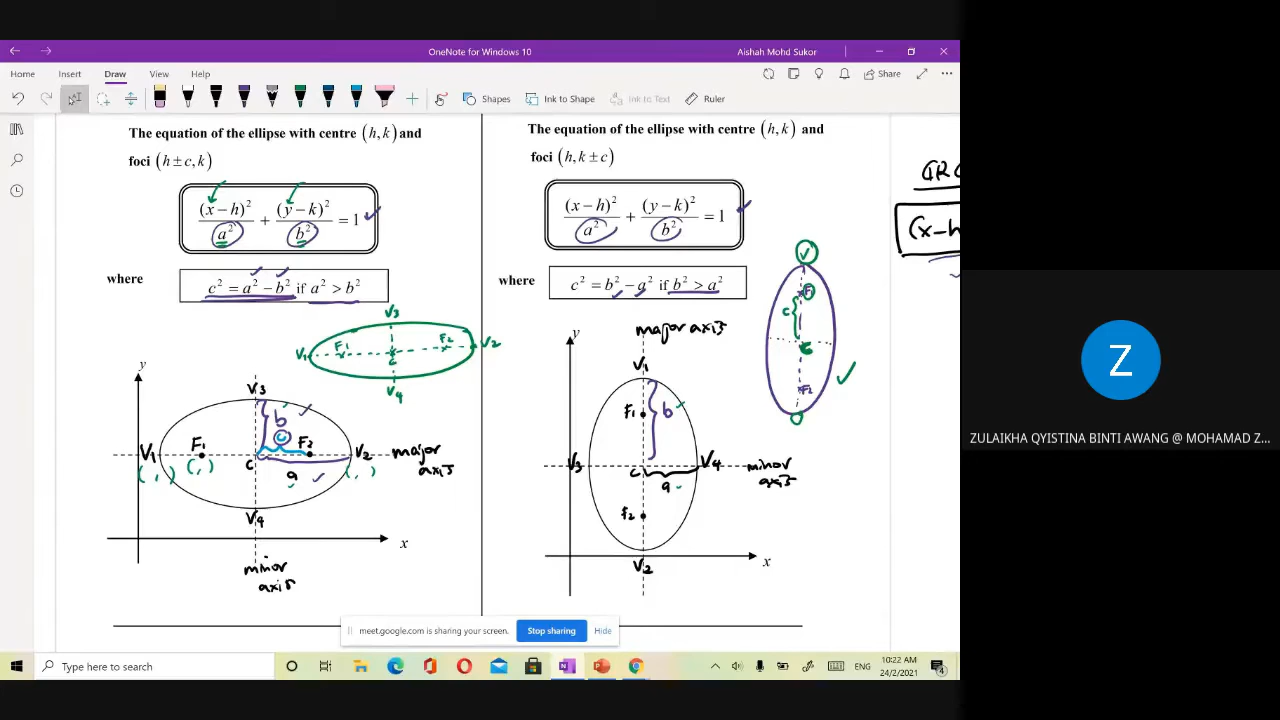 OneNote for Windows 10
Aishah Mohd Sukor
Home Insert Draw View Help
Share
Shapes
Ink to Shape
Ink to Text
Ruler
The equation of the ellipse with centre (h, k) and
foci (h ± c, k)
(x − h)² / a² + (y − k)² / b² = 1
where
c² = a² − b² if a² > b²
V3
V1 F1 C F2 V2
V4
y
V3
b
V1 F1 c F2 V2
major
axis
( , ) ( , ) a ( , )
V4
x
minor
axis
The equation of the ellipse with centre (h, k) and
foci (h, k ± c)
(x − h)² / a² + (y − k)² / b² = 1
where
c² = b² − a² if b² > a²
major axis
y
V1
F1 b
V3 C V4 minor
axis
a
F2
x
V2
V
F1
C
C
F2
(x-h
meet.google.com is sharing your screen.
Stop sharing
Hide
Type here to search
ENG
10:22 AM
24/2/2021
4
Z
ZULAIKHA QYISTINA BINTI AWANG @ MOHAMAD Z...